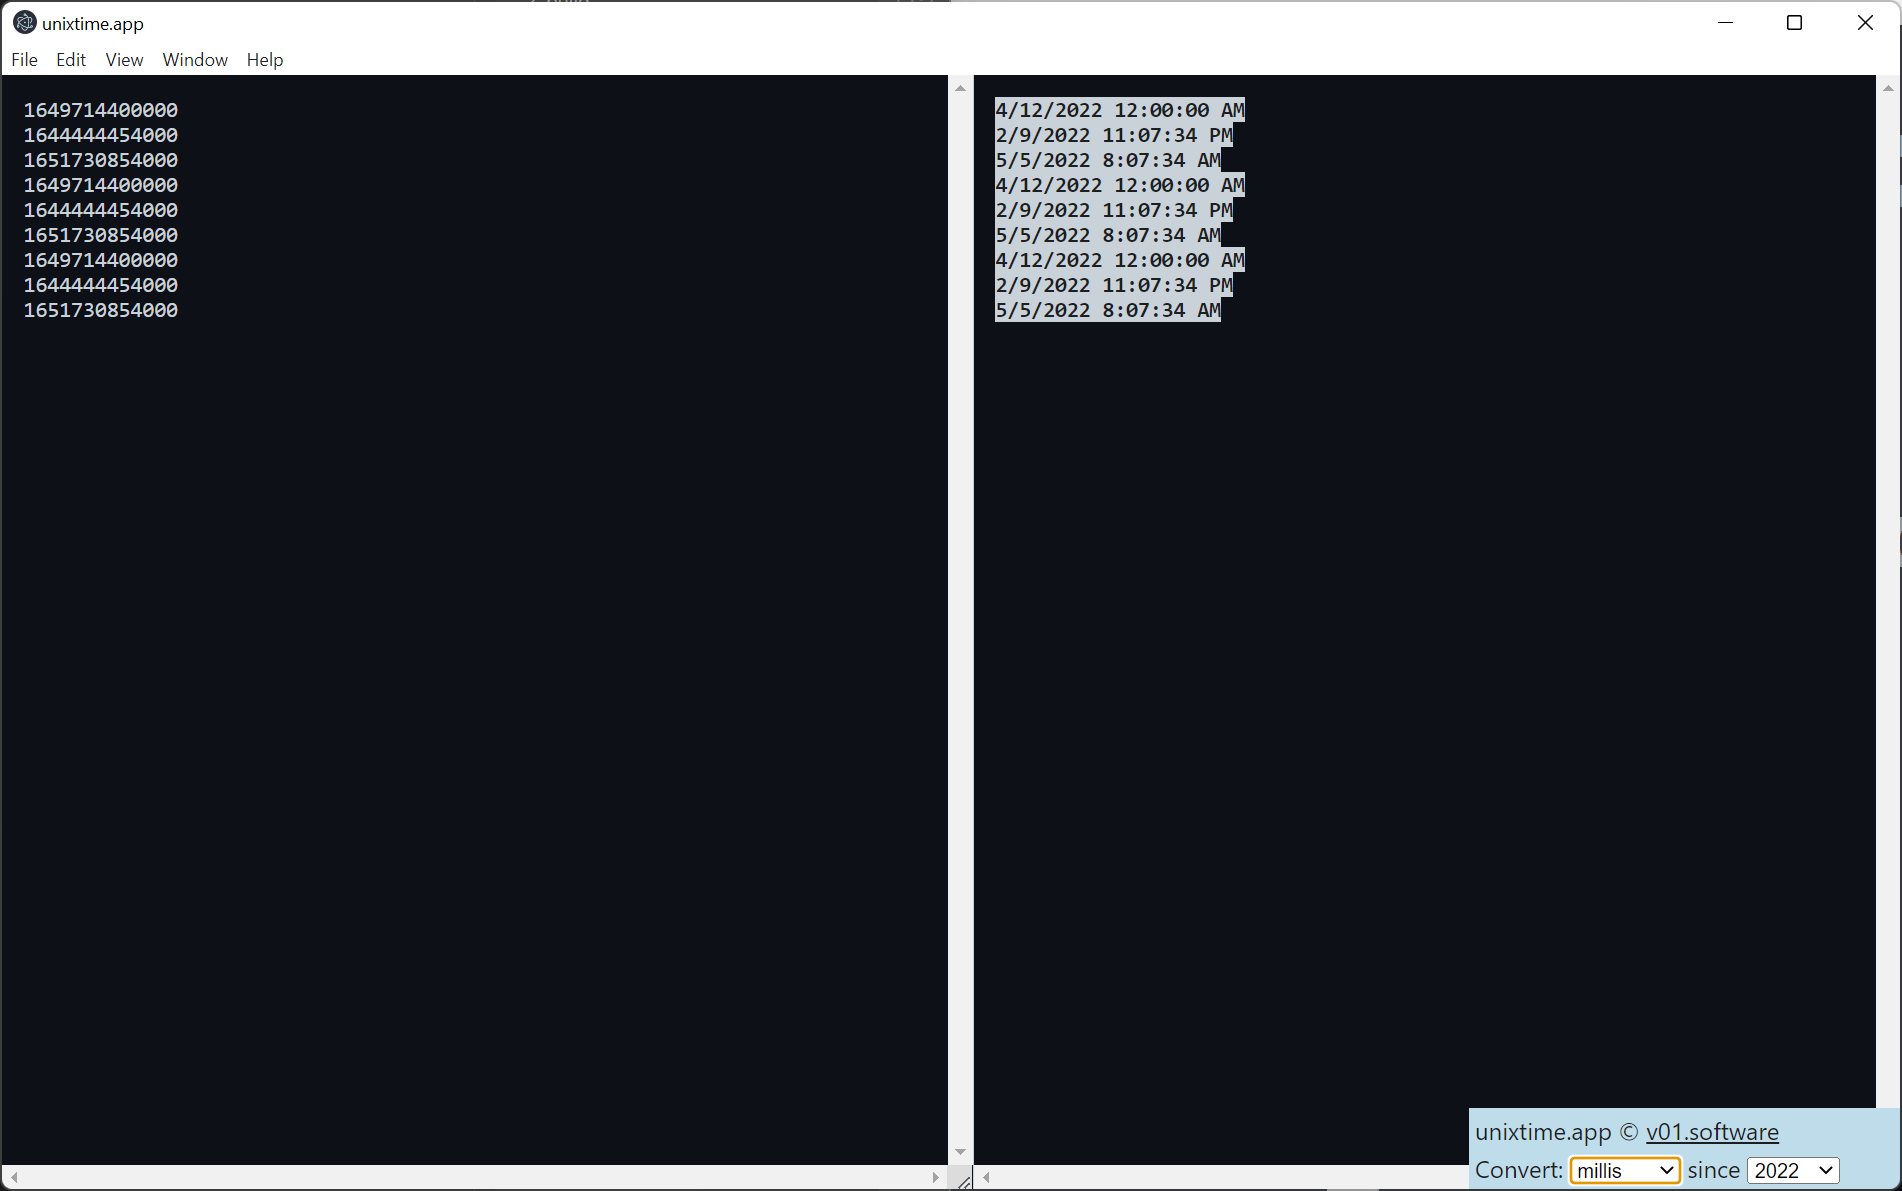 unixtime.app
File Edit View Window Help
1649714400000
1644444454000
1651730854000
1649714400000
1644444454000
1651730854000
1649714400000
1644444454000
1651730854000
4/12/2022 12:00:00 AM
2/9/2022 11:07:34 PM
5/5/2022 8:07:34 AM
4/12/2022 12:00:00 AM
2/9/2022 11:07:34 PM
5/5/2022 8:07:34 AM
4/12/2022 12:00:00 AM
2/9/2022 11:07:34 PM
5/5/2022 8:07:34 AM
unixtime.app © v01.software
Convert: millis since 2022